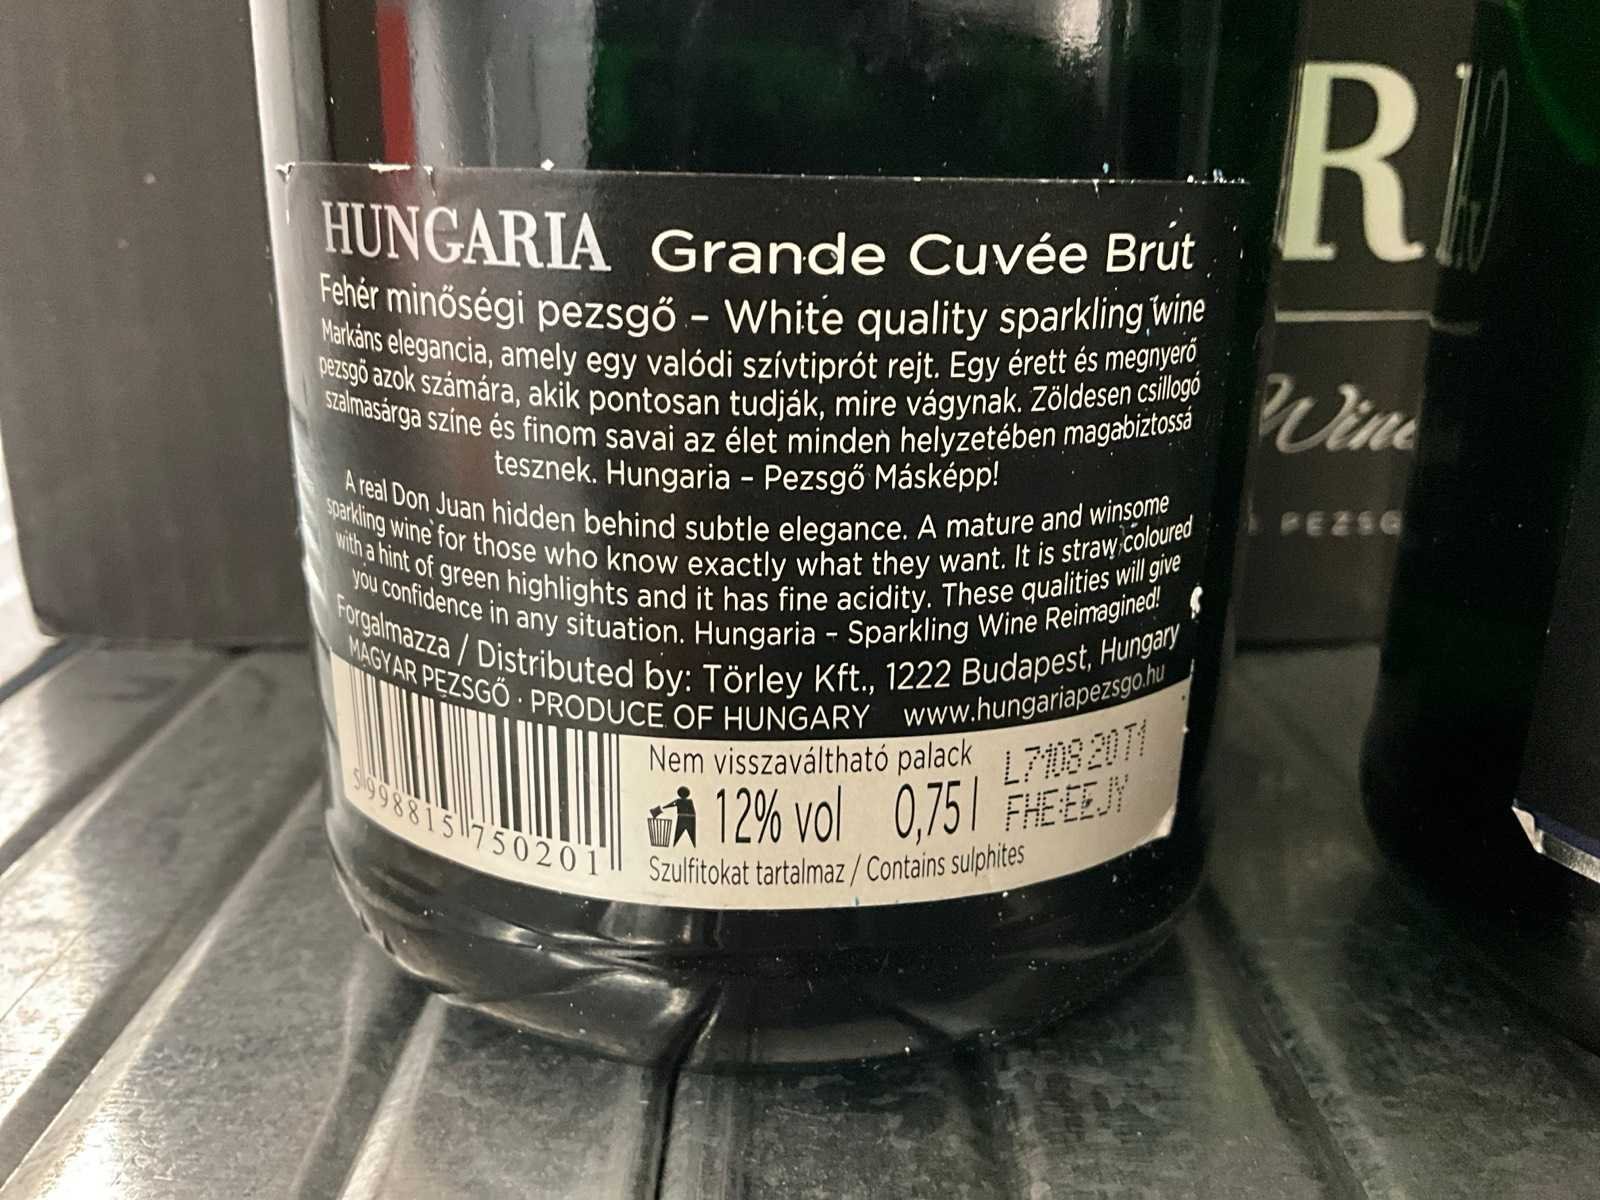 HUNGARIA Grande Cuvée Brut
Fehér minőségi pezsgő – White quality sparkling wine
Markáns elegancia, amely egy valódi szívtiprót rejt. Egy érett és megnyerő
pezsgő azok számára, akik pontosan tudják, mire vágynak. Zöldesen csillogó
szalmasárga színe és finom savai az élet minden helyzetében magabiztossá
tesznek. Hungaria – Pezsgő Másképp!
A real Don Juan hidden behind subtle elegance. A mature and winsome
sparkling wine for those who know exactly what they want. It is straw coloured
with a hint of green highlights and it has fine acidity. These qualities will give
you confidence in any situation. Hungaria – Sparkling Wine Reimagined!
Forgalmazza / Distributed by: Törley Kft., 1222 Budapest, Hungary
MAGYAR PEZSGŐ · PRODUCE OF HUNGARY www.hungariapezsgo.hu
Nem visszaváltható palack
12% vol 0,75 l
Szulfitokat tartalmaz / Contains sulphites
L7108 20T1
5 998815 750201
R
Wine
PEZSG